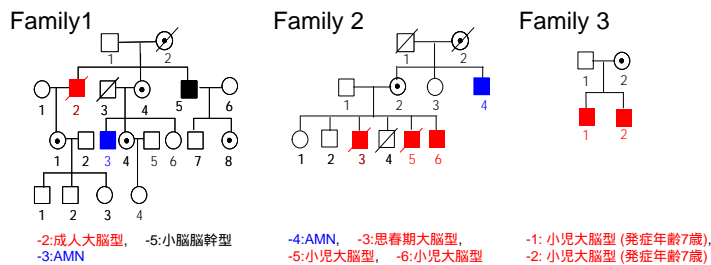 Family1 Family 2 Family 3
1 2 1 2
1 2
1 2 3 4 5 6 1 2 3 4
1 2 3 4 5 6 7 8 1 2 3 4 5 6 1 2
1 2 3 4
-2:成人大脳型, -5:小脳脳幹型 -4:AMN, -3:思春期大脳型, -1: 小児大脳型 (発症年齢7歳),
-3:AMN -5:小児大脳型, -6:小児大脳型 -2: 小児大脳型 (発症年齢7歳)